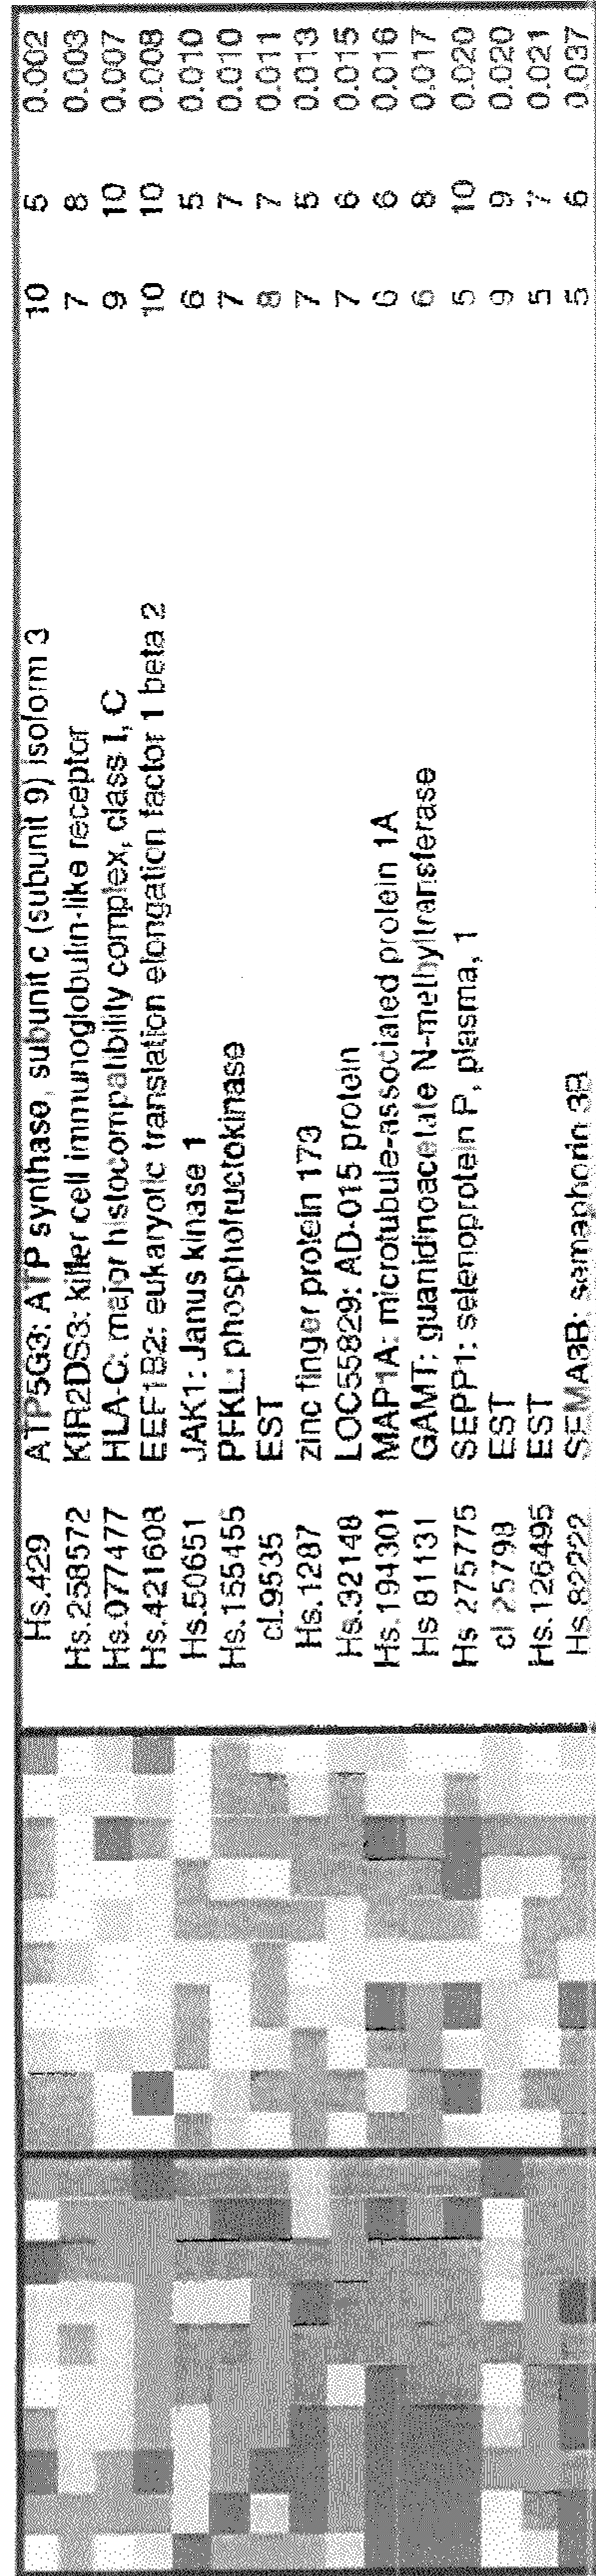 Hs.429 ATP5G3: ATP synthase, subunit c (subunit 9) isoform 3 10 5 0.002
Hs.258572 KIR2DS3: killer cell immunoglobulin-like receptor 7 8 0.003
Hs.077477 HLA-C: major histocompatibility complex, class I, C 9 10 0.007
Hs.421608 EEF1B2: eukaryotic translation elongation factor 1 beta 2 10 10 0.008
Hs.50651 JAK1: Janus kinase 1 6 5 0.010
Hs.155455 PFKL: phosphofructokinase 7 7 0.010
cl.9535 EST 8 7 0.011
Hs.1287 zinc finger protein 173 7 5 0.013
Hs.32148 LOC55829: AD-015 protein 7 6 0.015
Hs.194301 MAP1A: microtubule-associated protein 1A 6 6 0.016
Hs 81131 GAMT: guanidinoacetate N-methyltransferase 6 8 0.017
Hs 275775 SEPP1: selenoprotein P, plasma, 1 5 10 0.020
cl 25798 EST 9 9 0.020
Hs.126495 EST 5 7 0.021
Hs.82222 SEMA3B: semaphorin 3B 5 6 0.037